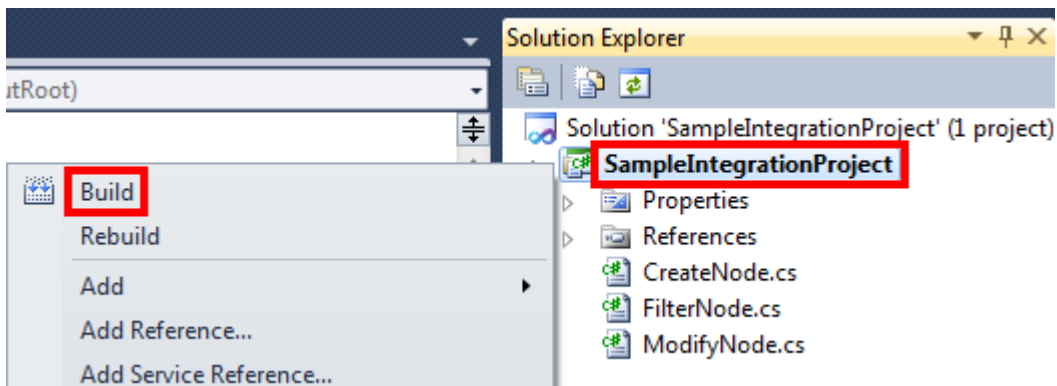 Solution Explorer
utRoot)
Solution 'SampleIntegrationProject' (1 project)
SampleIntegrationProject
Properties
References
CreateNode.cs
FilterNode.cs
ModifyNode.cs
Build
Rebuild
Add
Add Reference...
Add Service Reference...